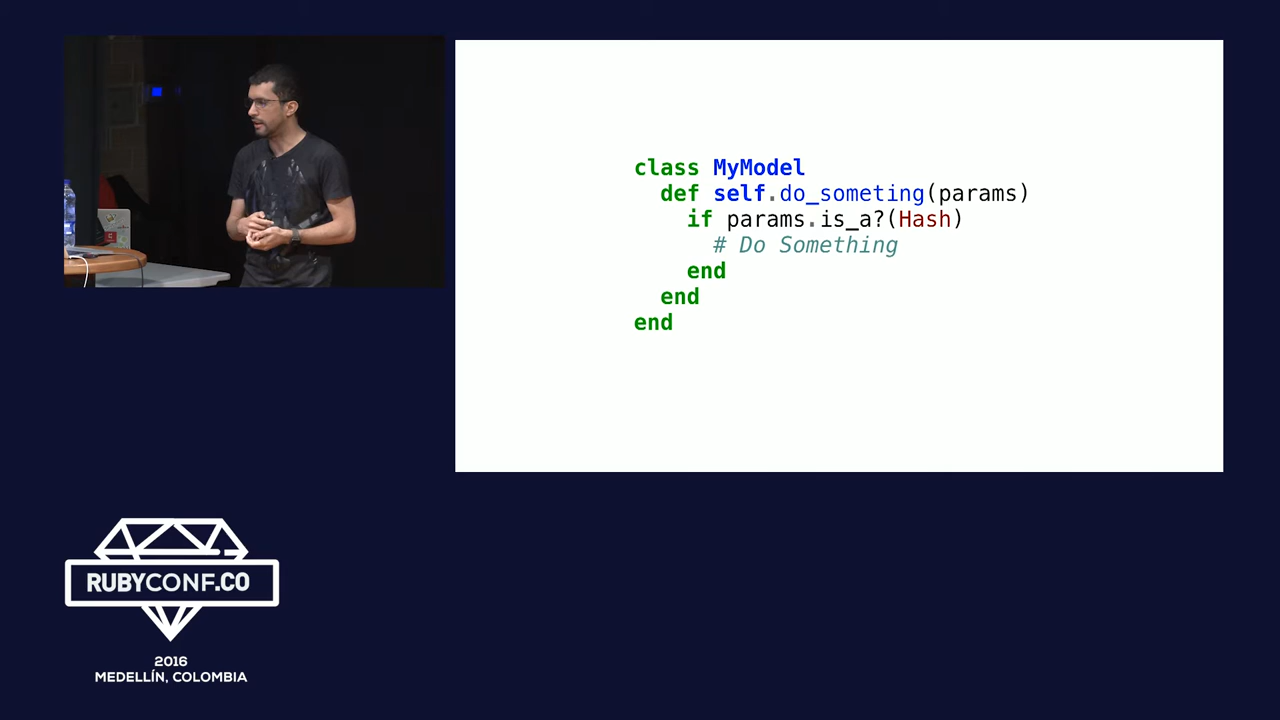 class MyModel
  def self.do_someting(params)
    if params.is_a?(Hash)
      # Do Something
    end
  end
end
RUBYCONF.CO
2016
MEDELLÍN, COLOMBIA